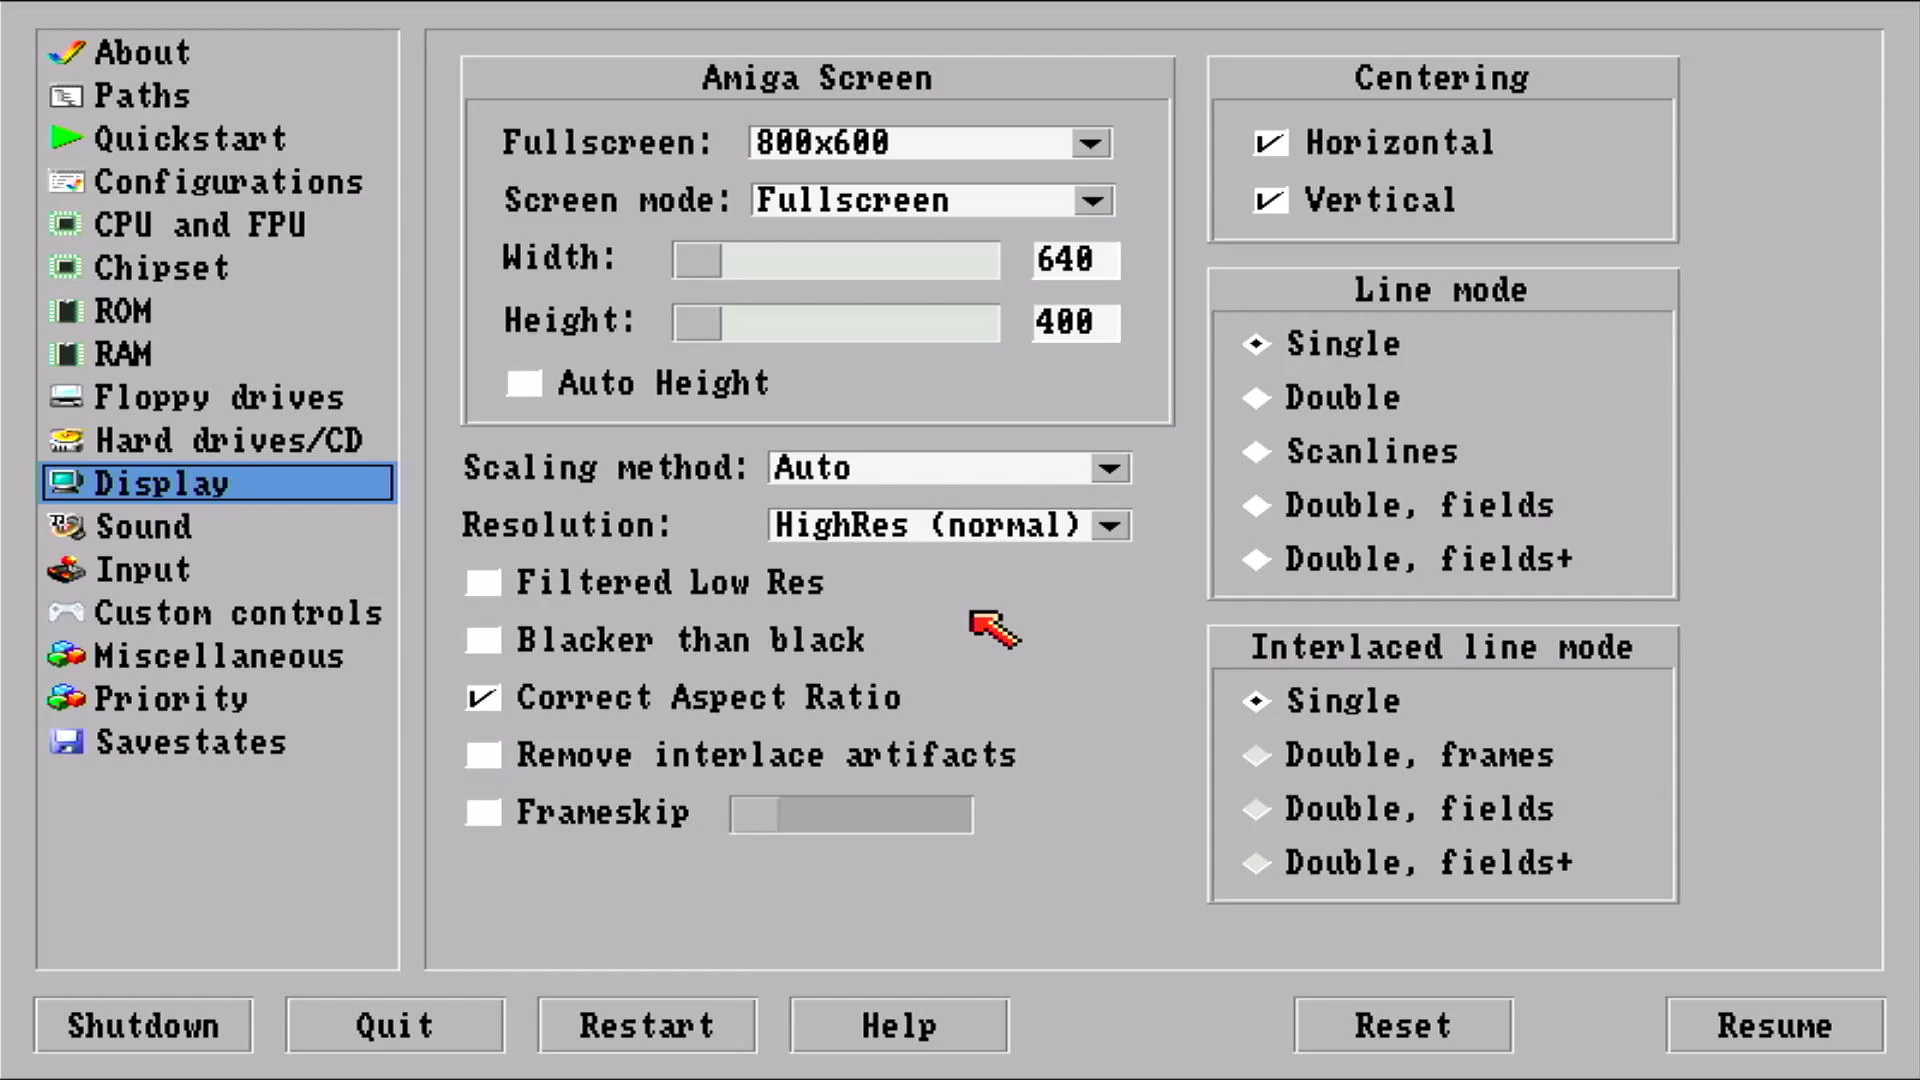 About
Paths
Quickstart
Configurations
CPU and FPU
Chipset
ROM
RAM
Floppy drives
Hard drives/CD
Display
Sound
Input
Custom controls
Miscellaneous
Priority
Savestates
Amiga Screen
Fullscreen: 800x600
Screen mode: Fullscreen
Width: 640
Height: 400
Auto Height
Scaling method: Auto
Resolution: HighRes (normal)
Filtered Low Res
Blacker than black
Correct Aspect Ratio
Remove interlace artifacts
Frameskip
Centering
Horizontal
Vertical
Line mode
Single
Double
Scanlines
Double, fields
Double, fields+
Interlaced line mode
Single
Double, frames
Double, fields
Double, fields+
Shutdown
Quit
Restart
Help
Reset
Resume